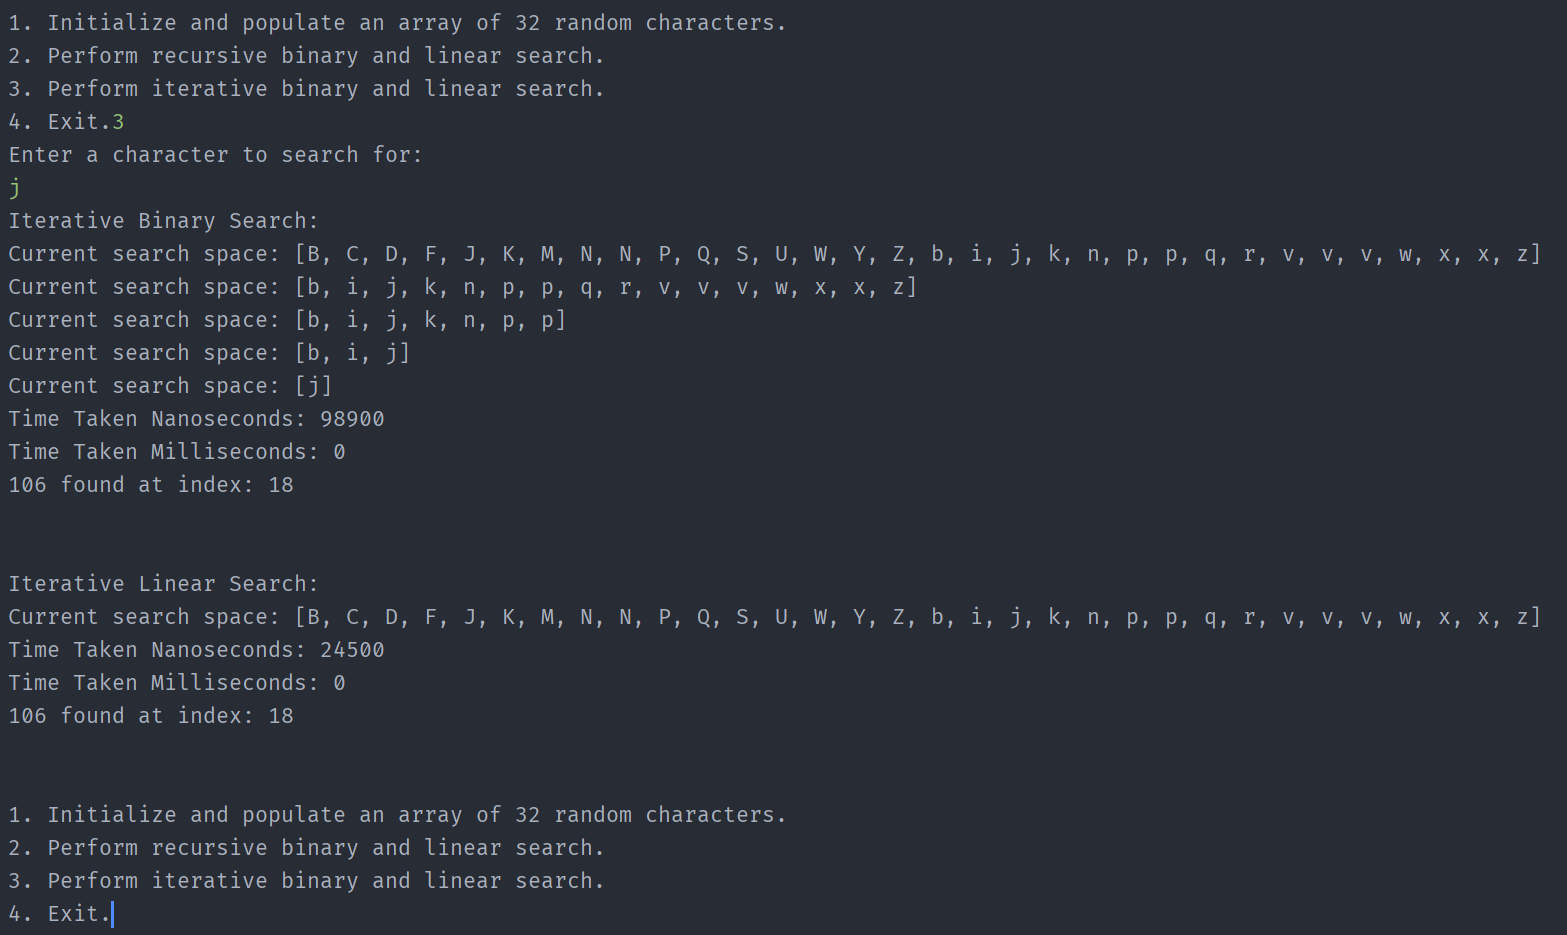 1. Initialize and populate an array of 32 random characters.
2. Perform recursive binary and linear search.
3. Perform iterative binary and linear search.
4. Exit.3
Enter a character to search for:
j
Iterative Binary Search:
Current search space: [B, C, D, F, J, K, M, N, N, P, Q, S, U, W, Y, Z, b, i, j, k, n, p, p, q, r, v, v, v, w, x, x, z]
Current search space: [b, i, j, k, n, p, p, q, r, v, v, v, w, x, x, z]
Current search space: [b, i, j, k, n, p, p]
Current search space: [b, i, j]
Current search space: [j]
Time Taken Nanoseconds: 98900
Time Taken Milliseconds: 0
106 found at index: 18
Iterative Linear Search:
Current search space: [B, C, D, F, J, K, M, N, N, P, Q, S, U, W, Y, Z, b, i, j, k, n, p, p, q, r, v, v, v, w, x, x, z]
Time Taken Nanoseconds: 24500
Time Taken Milliseconds: 0
106 found at index: 18
1. Initialize and populate an array of 32 random characters.
2. Perform recursive binary and linear search.
3. Perform iterative binary and linear search.
4. Exit.